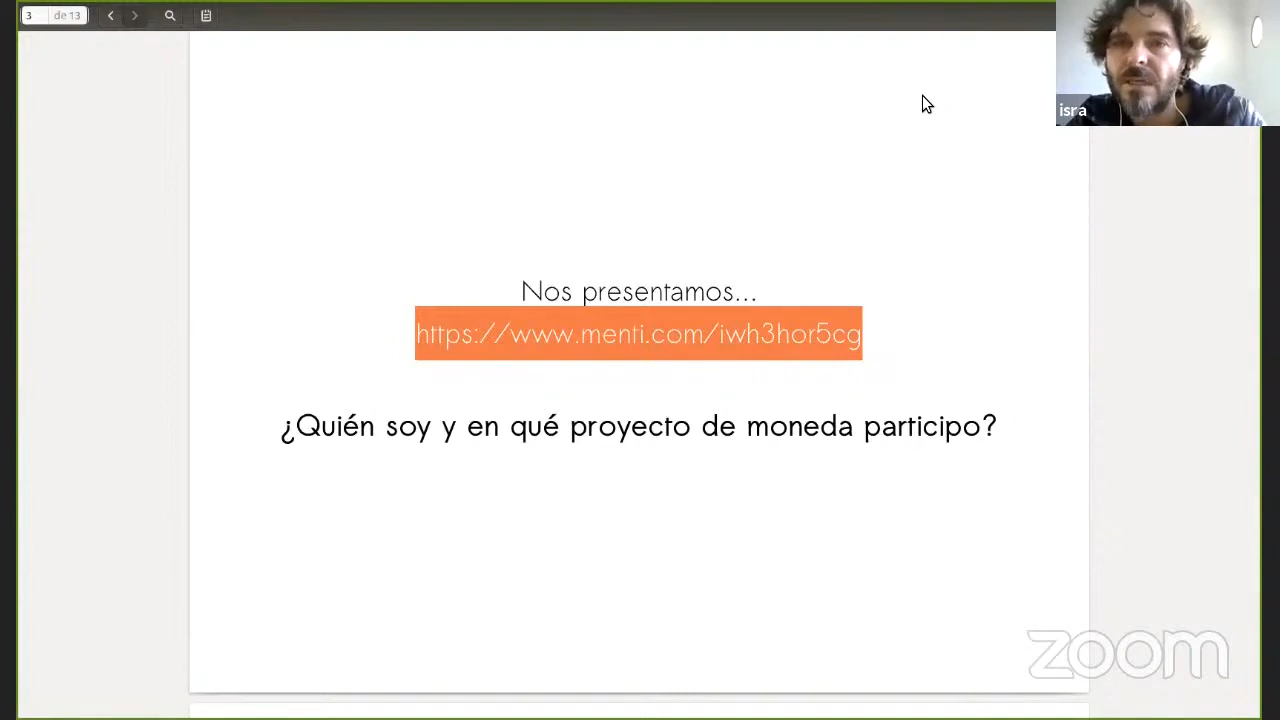 3 de 13
isra
Nos presentamos...
https://www.menti.com/iwh3hor5cg
¿Quién soy y en qué proyecto de moneda participo?
zoom